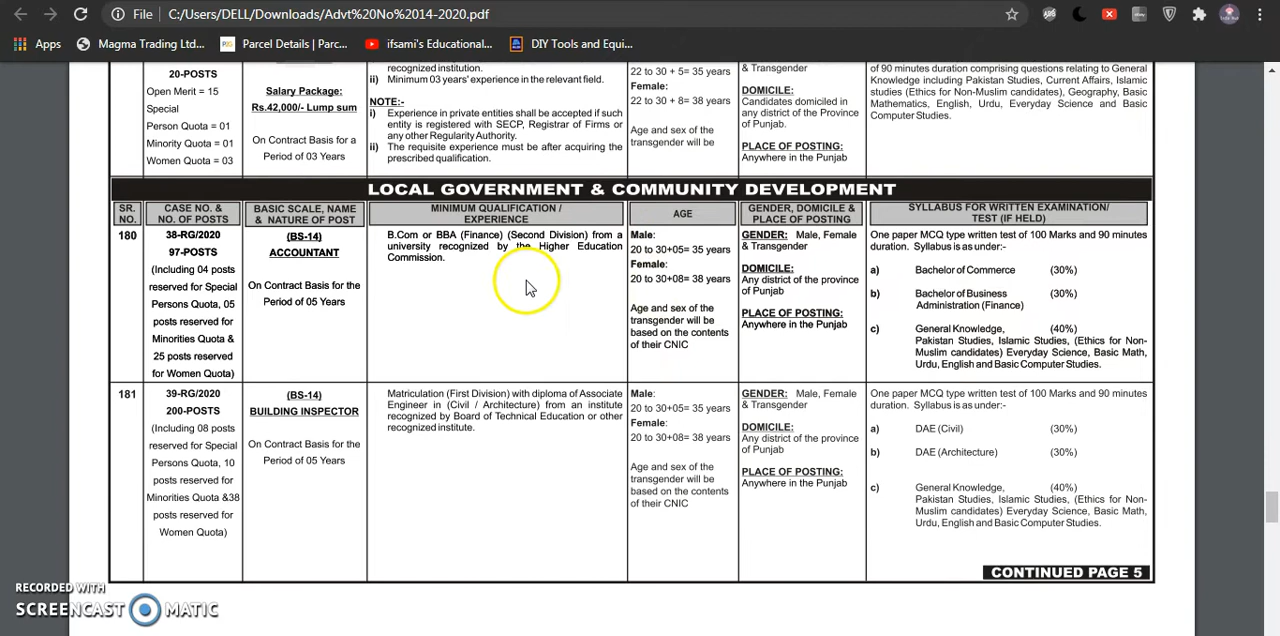 File C:/Users/DELL/Downloads/Advt%20No%2014-2020.pdf
Apps Magma Trading Ltd... Parcel Details | Parc... ifsami's Educational... DIY Tools and Equi...
20-POSTS
Open Merit = 15
Special
Person Quota = 01
Minority Quota = 01
Women Quota = 03
Salary Package:
Rs.42,000/- Lump sum
On Contract Basis for a
Period of 03 Years
recognized institution.
ii) Minimum 03 years' experience in the relevant field.
NOTE:-
i) Experience in private entities shall be accepted if such
entity is registered with SECP, Registrar of Firms or
any other Regularity Authority.
ii) The requisite experience must be after acquiring the
prescribed qualification.
22 to 30 + 5= 35 years
Female:
22 to 30 + 8= 38 years
Age and sex of the
transgender will be
& Transgender
DOMICILE:
Candidates domiciled in
any district of the Province
of Punjab.
PLACE OF POSTING:
Anywhere in the Punjab
of 90 minutes duration comprising questions relating to General
Knowledge including Pakistan Studies, Current Affairs, Islamic
studies (Ethics for Non-Muslim candidates), Geography, Basic
Mathematics, English, Urdu, Everyday Science and Basic
Computer Studies.
LOCAL GOVERNMENT & COMMUNITY DEVELOPMENT
SR.
NO.
CASE NO. &
NO. OF POSTS
BASIC SCALE, NAME
& NATURE OF POST
MINIMUM QUALIFICATION /
EXPERIENCE
AGE
GENDER, DOMICILE &
PLACE OF POSTING
SYLLABUS FOR WRITTEN EXAMINATION/
TEST (IF HELD)
180
38-RG/2020
97-POSTS
(Including 04 posts
reserved for Special
Persons Quota, 05
posts reserved for
Minorities Quota &
25 posts reserved
for Women Quota)
(BS-14)
ACCOUNTANT
On Contract Basis for the
Period of 05 Years
B.Com or BBA (Finance) (Second Division) from a
university recognized by the Higher Education
Commission.
Male:
20 to 30+05= 35 years
Female:
20 to 30+08= 38 years
Age and sex of the
transgender will be
based on the contents
of their CNIC
GENDER: Male, Female
& Transgender
DOMICILE:
Any district of the province
of Punjab
PLACE OF POSTING:
Anywhere in the Punjab
One paper MCQ type written test of 100 Marks and 90 minutes
duration. Syllabus is as under:-
a) Bachelor of Commerce (30%)
b) Bachelor of Business (30%)
Administration (Finance)
c) General Knowledge, (40%)
Pakistan Studies, Islamic Studies, (Ethics for Non-
Muslim candidates) Everyday Science, Basic Math,
Urdu, English and Basic Computer Studies.
181
39-RG/2020
200-POSTS
(Including 08 posts
reserved for Special
Persons Quota, 10
posts reserved for
Minorities Quota &38
posts reserved for
Women Quota)
(BS-14)
BUILDING INSPECTOR
On Contract Basis for the
Period of 05 Years
Matriculation (First Division) with diploma of Associate
Engineer in (Civil / Architecture) from an institute
recognized by Board of Technical Education or other
recognized institute.
Male:
20 to 30+05= 35 years
Female:
20 to 30+08= 38 years
Age and sex of the
transgender will be
based on the contents
of their CNIC
GENDER: Male, Female
& Transgender
DOMICILE:
Any district of the province
of Punjab
PLACE OF POSTING:
Anywhere in the Punjab
One paper MCQ type written test of 100 Marks and 90 minutes
duration. Syllabus is as under:-
a) DAE (Civil) (30%)
b) DAE (Architecture) (30%)
c) General Knowledge, (40%)
Pakistan Studies, Islamic Studies, (Ethics for Non-
Muslim candidates) Everyday Science, Basic Math,
Urdu, English and Basic Computer Studies.
CONTINUED PAGE 5
RECORDED WITH
SCREENCAST MATIC